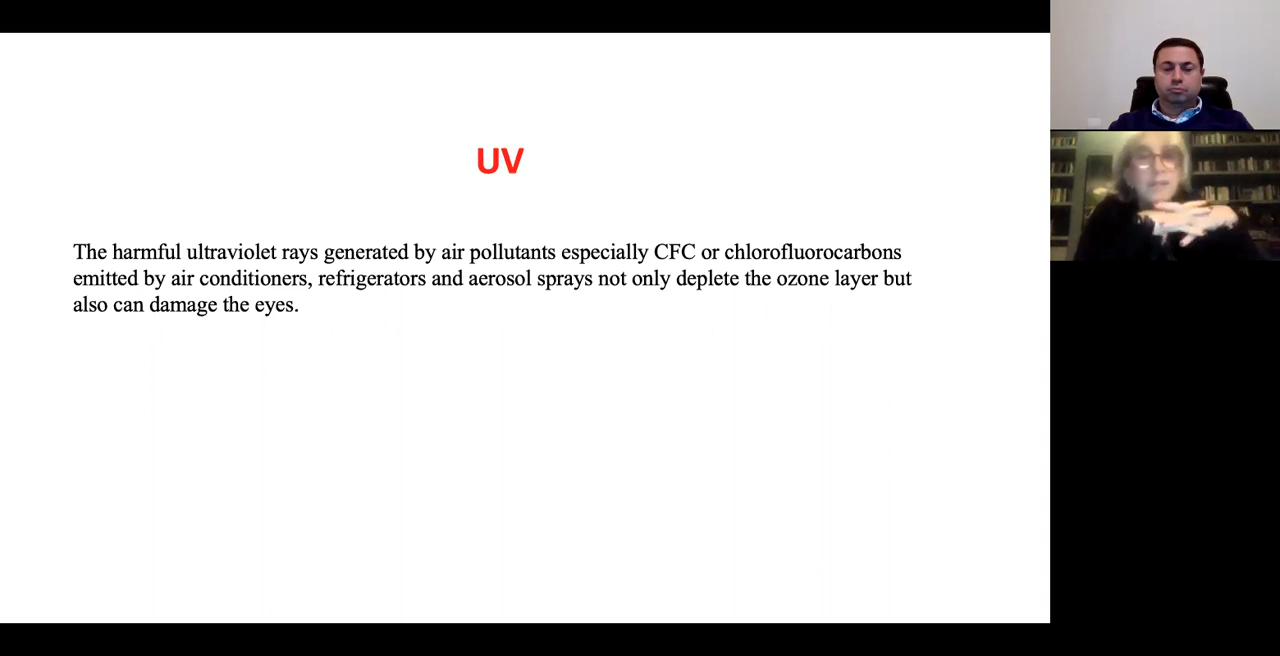 UV
The harmful ultraviolet rays generated by air pollutants especially CFC or chlorofluorocarbons
emitted by air conditioners, refrigerators and aerosol sprays not only deplete the ozone layer but
also can damage the eyes.